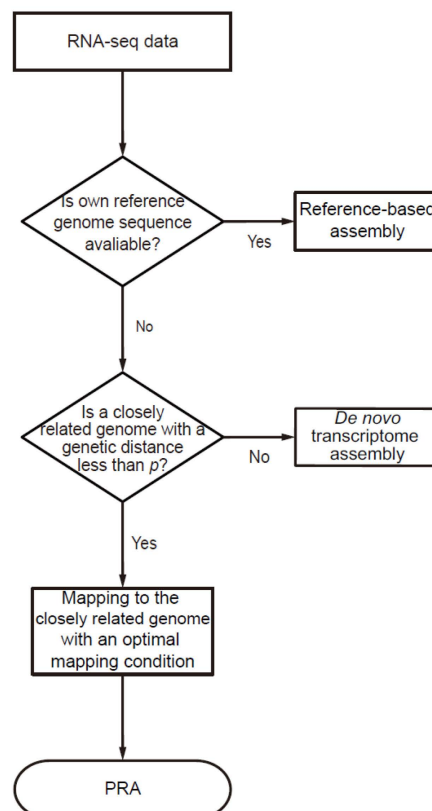 RNA-seq data
Is own reference
genome sequence
avaliable?
Yes
Reference-based
assembly
No
Is a closely
related genome with a
genetic distance
less than p?
No
De novo
transcriptome
assembly
Yes
Mapping to the
closely related genome
with an optimal
mapping condition
PRA